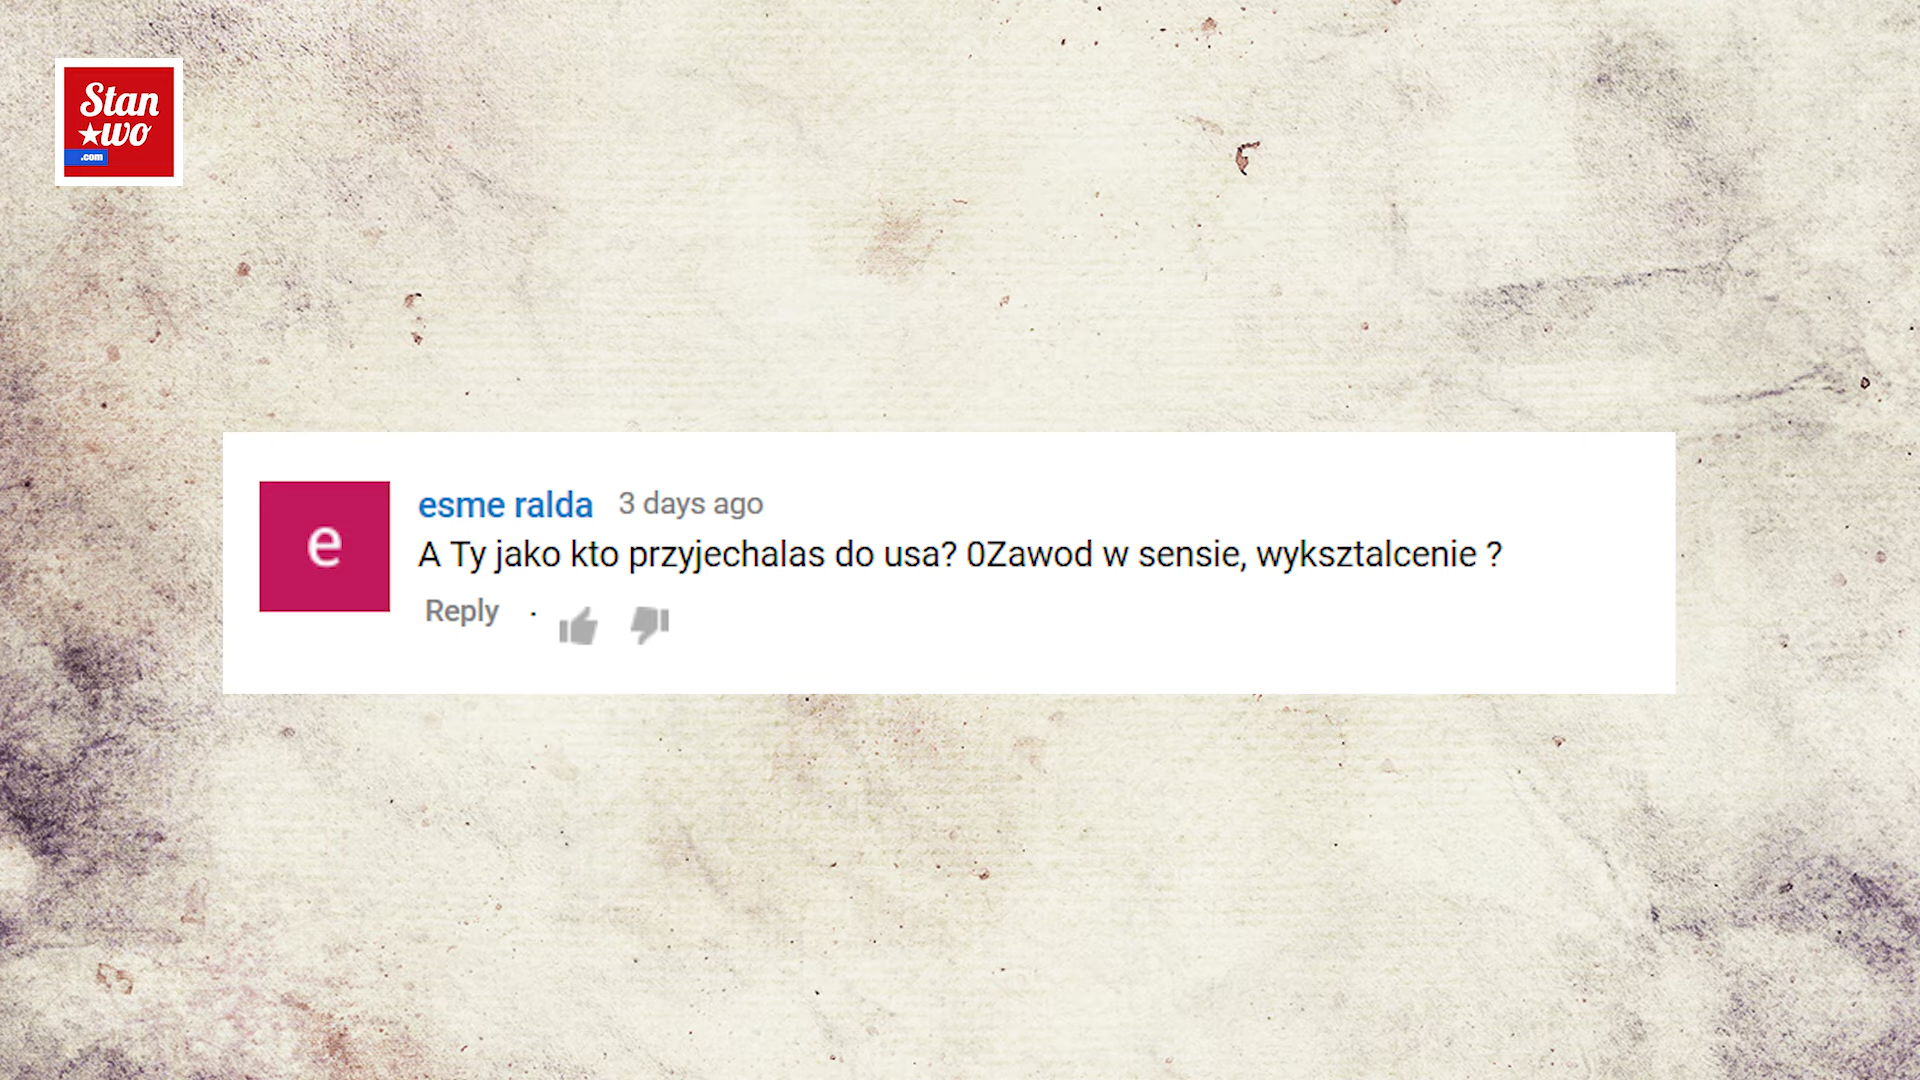 Stan
★wo
.com
e
esme ralda 3 days ago
A Ty jako kto przyjechalas do usa? 0Zawod w sensie, wyksztalcenie ?
Reply ·